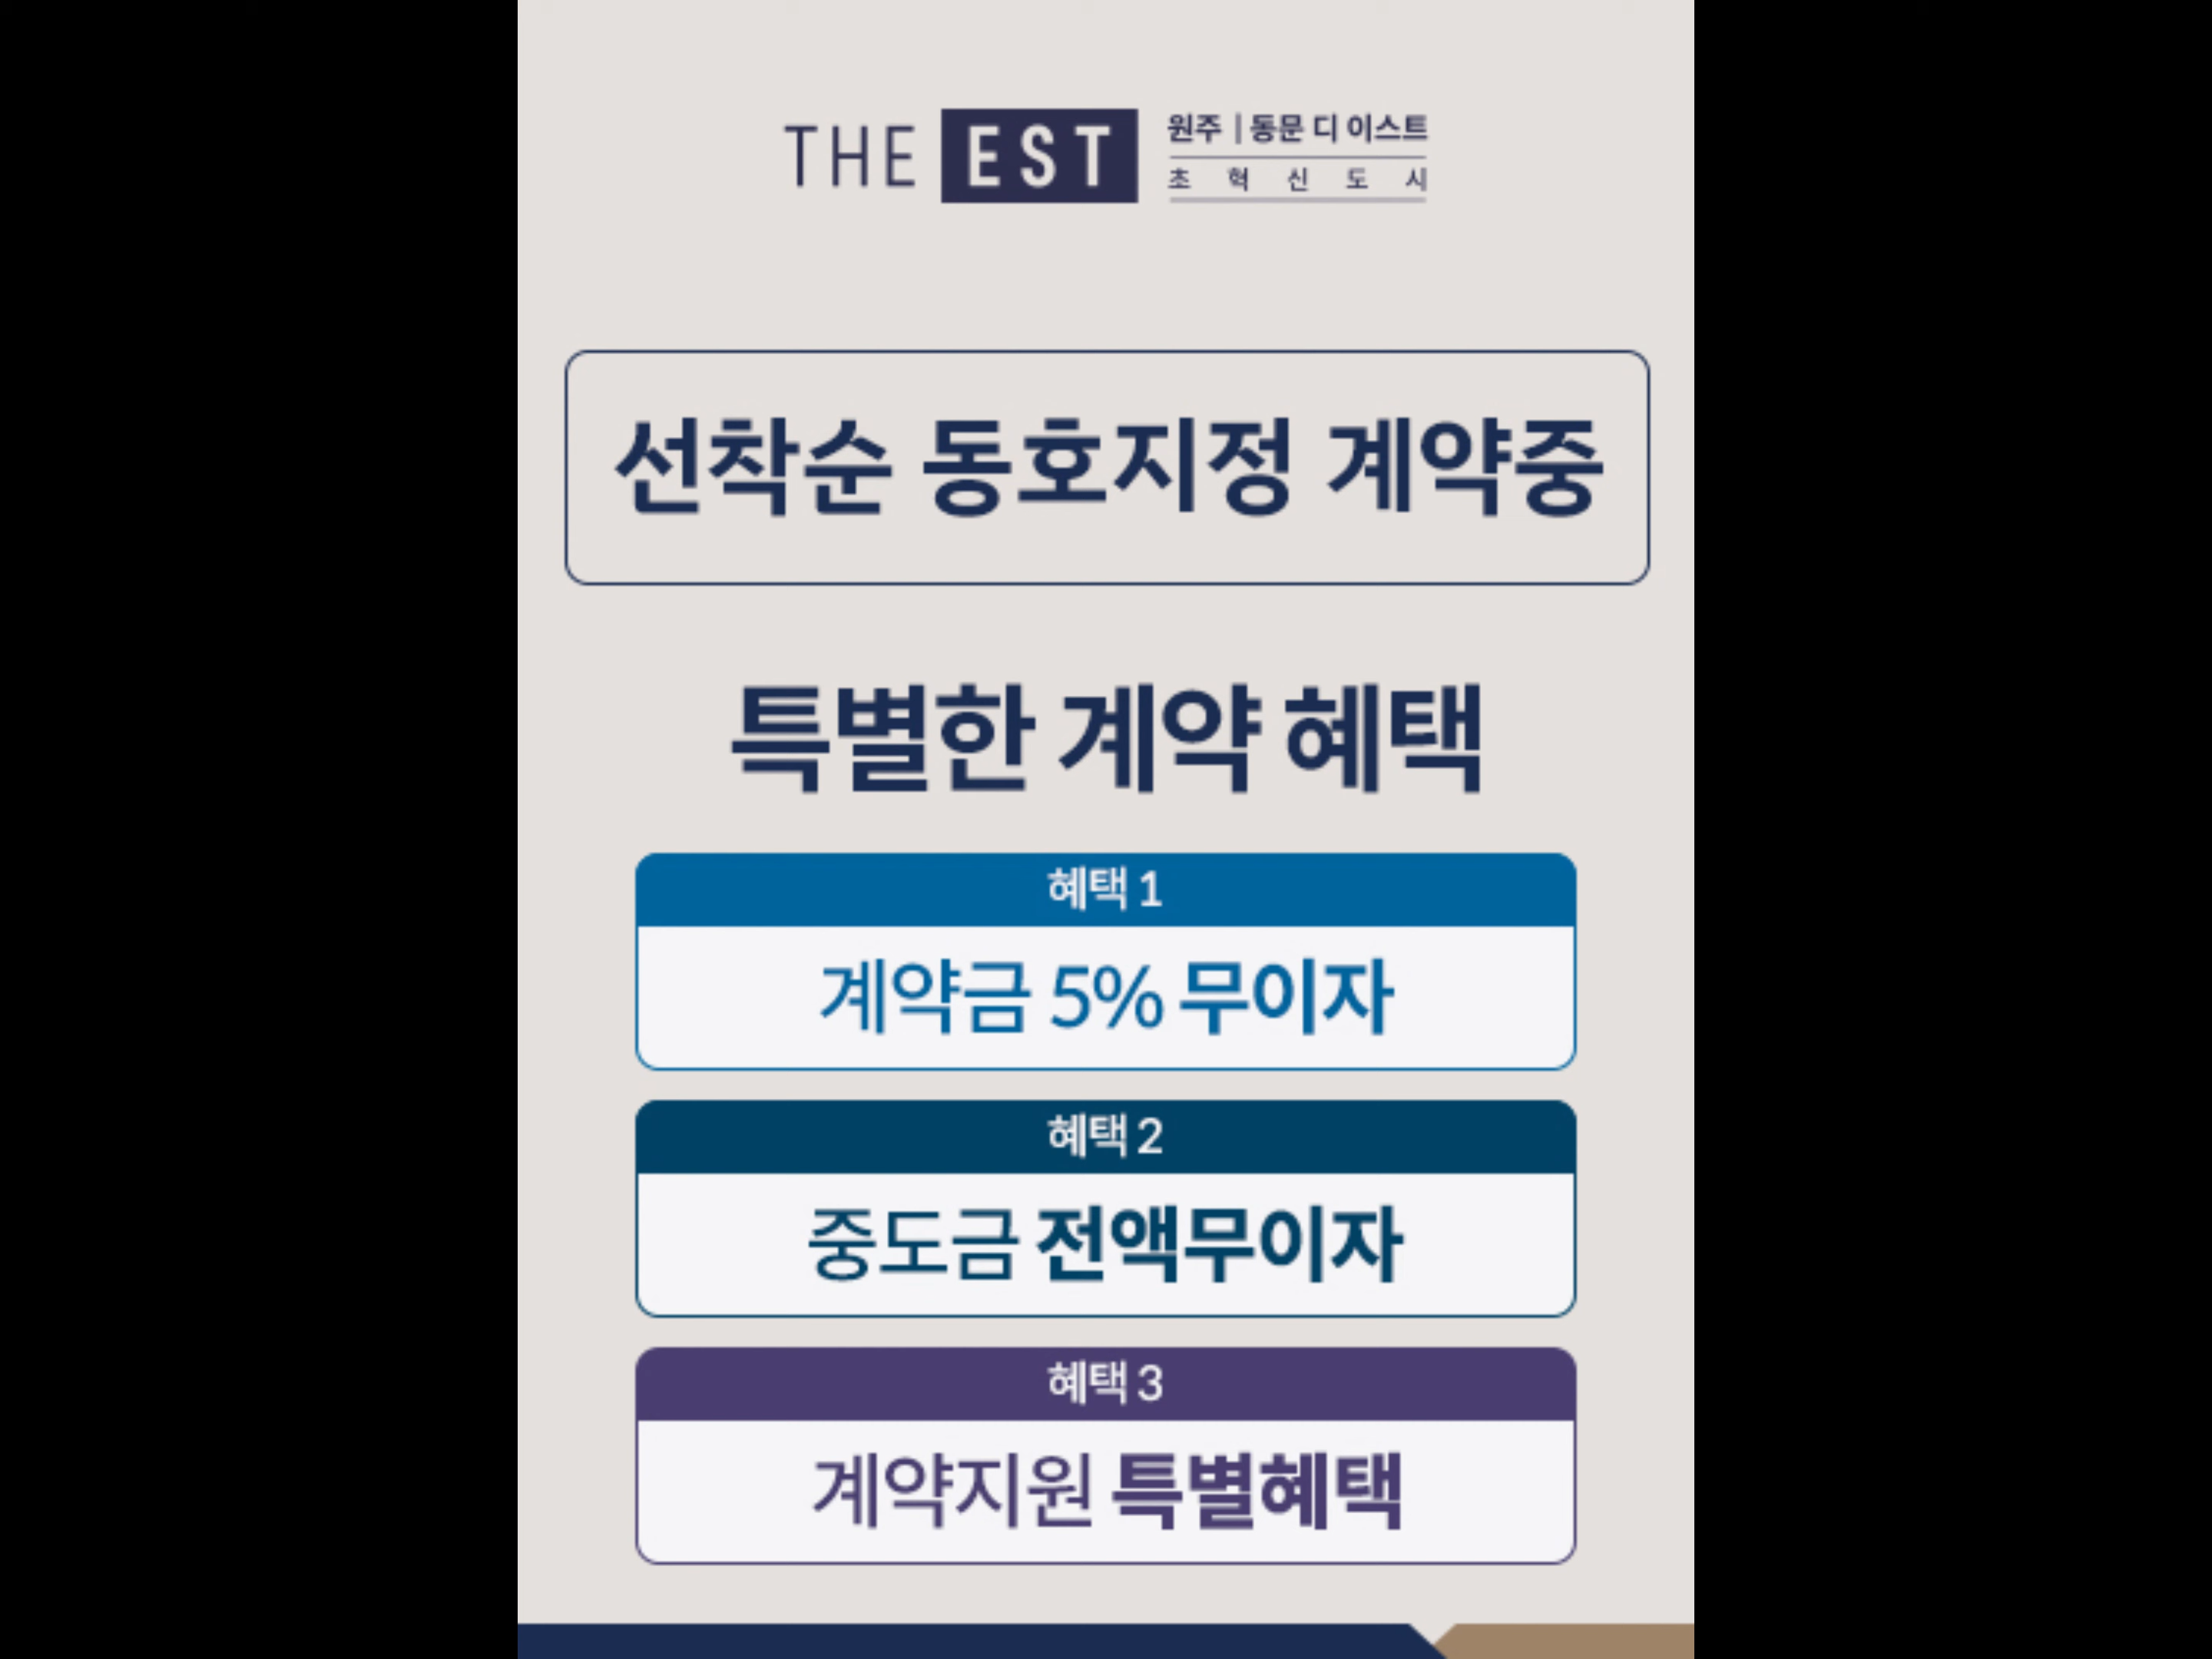 THE EST
원주 | 동문 디 이스트
초 혁 신 도 시
선착순 동호지정 계약중
특별한 계약 혜택
혜택 1
계약금 5% 무이자
혜택 2
중도금 전액무이자
혜택 3
계약지원 특별혜택